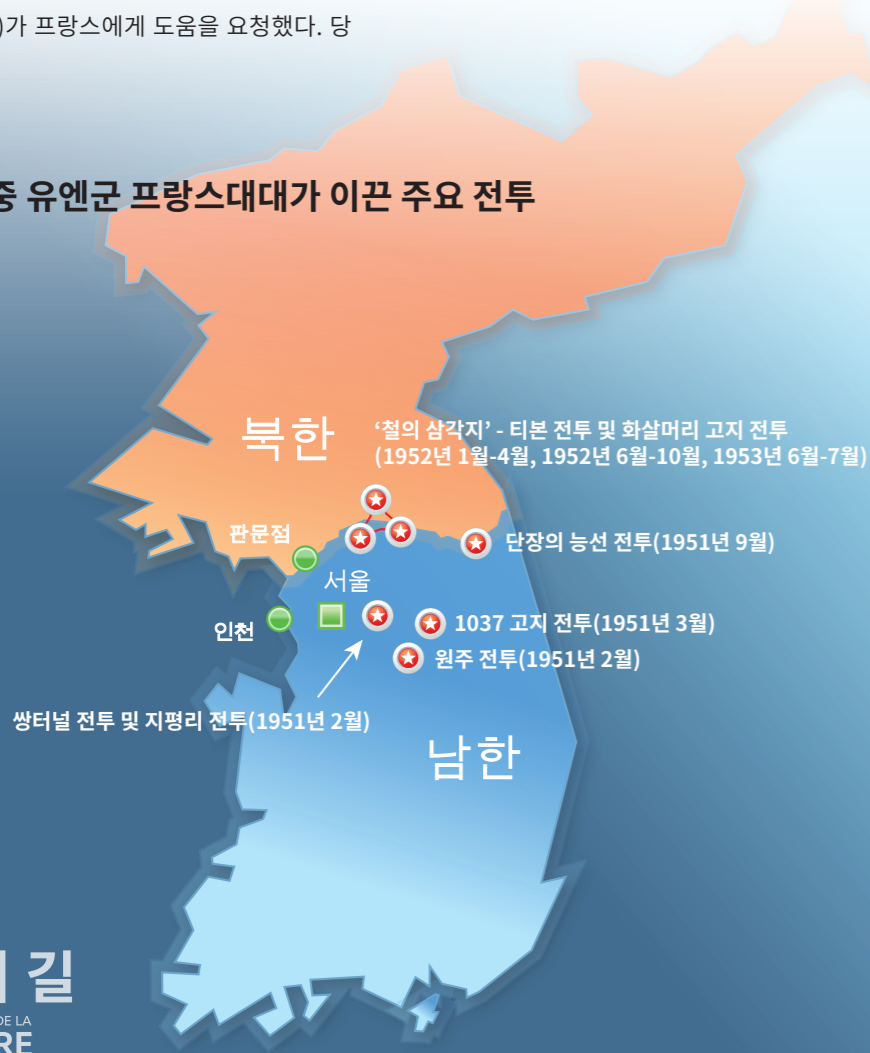 )가 프랑스에게 도움을 요청했다. 당
중 유엔군 프랑스대대가 이끈 주요 전투
북한
‘철의 삼각지’ - 티본 전투 및 화살머리 고지 전투
(1952년 1월-4월, 1952년 6월-10월, 1953년 6월-7월)
판문점
단장의 능선 전투(1951년 9월)
서울
인천
1037 고지 전투(1951년 3월)
원주 전투(1951년 2월)
쌍터널 전투 및 지평리 전투(1951년 2월)
남한
길
DE LA
RE